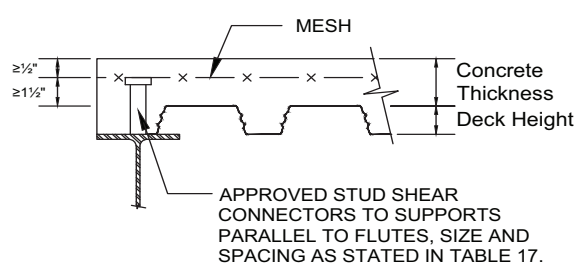 MESH
≥½"
≥1½"
Concrete
Thickness
Deck Height
APPROVED STUD SHEAR
CONNECTORS TO SUPPORTS
PARALLEL TO FLUTES, SIZE AND
SPACING AS STATED IN TABLE 17.